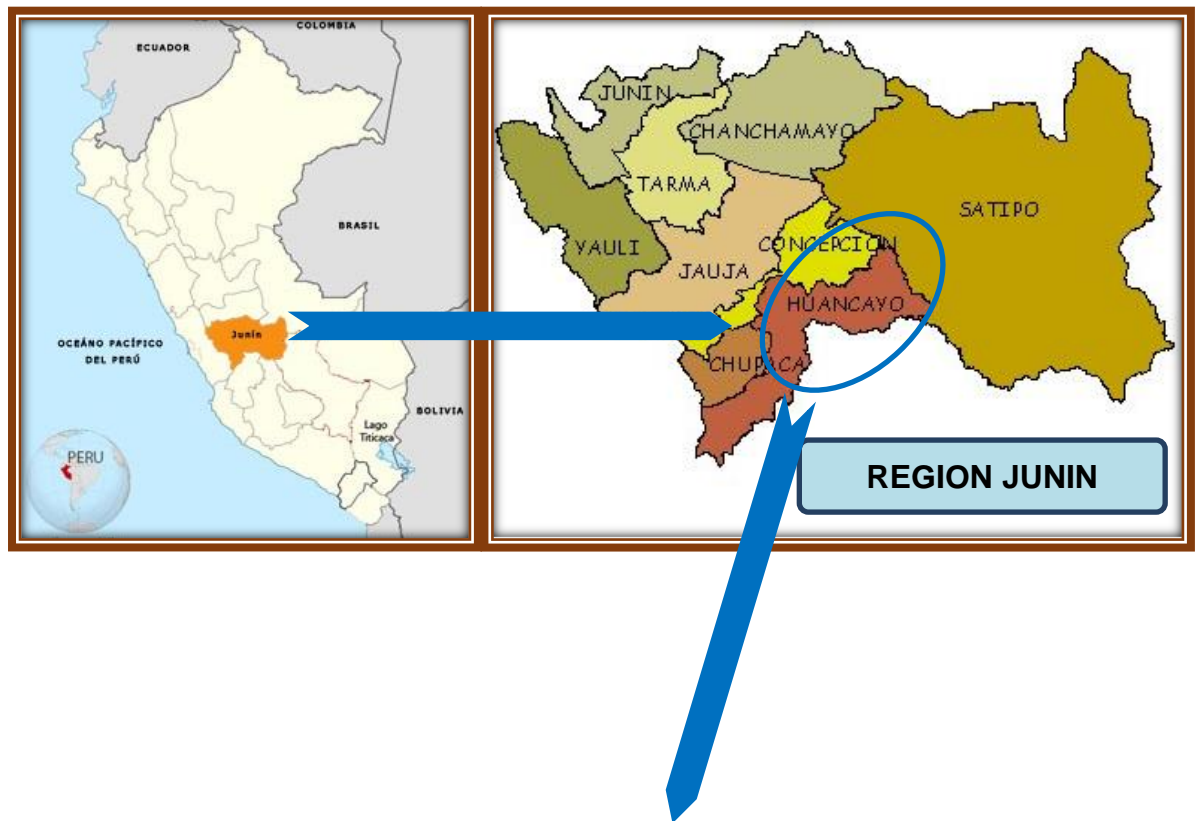 COLOMBIA
ECUADOR
BRASIL
Junín
OCEÁNO PACÍFICO
DEL PERÚ
BOLIVIA
Lago
Titicaca
PERU
JUNIN
CHANCHAMAYO
TARMA
SATIPO
YAULI
CONCEPCION
JAUJA
HUANCAYO
CHUPACA
REGION JUNIN